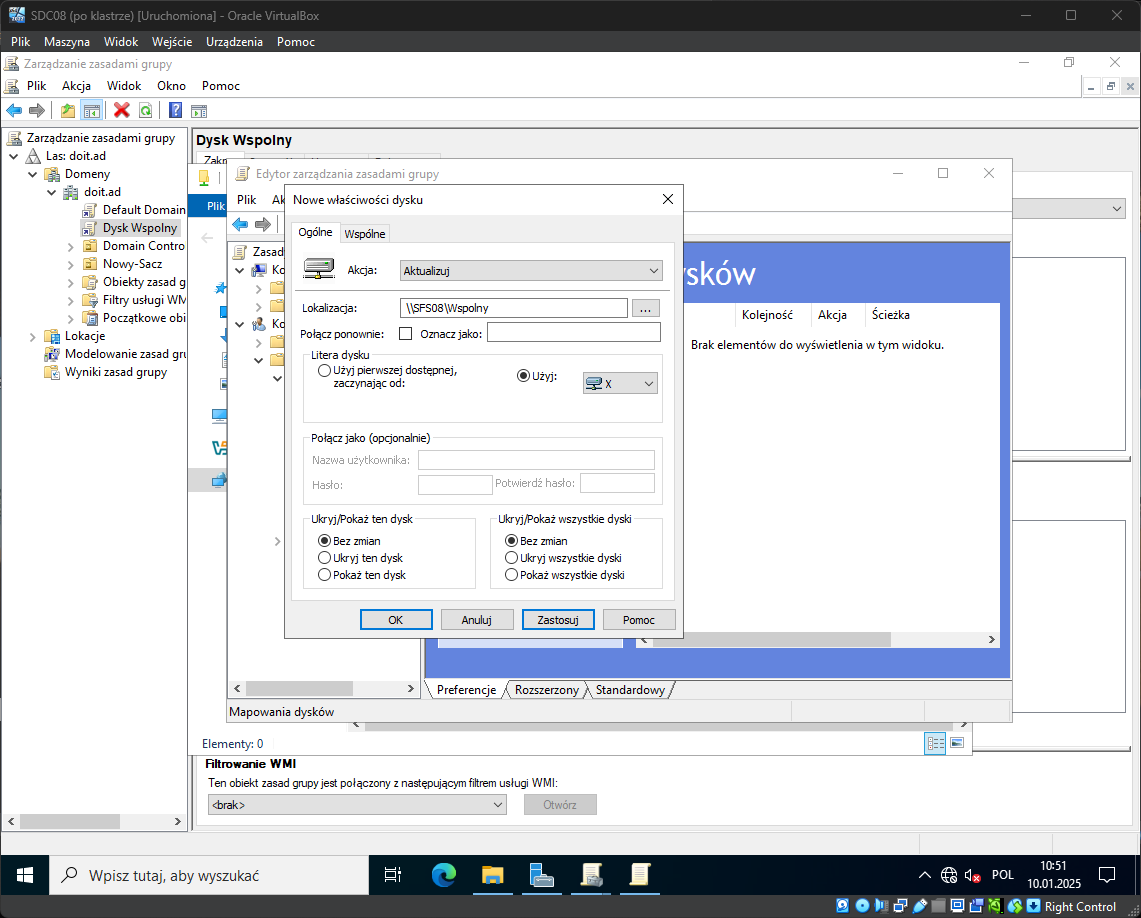 SDC08 (po klastrze) [Uruchomiona] - Oracle VirtualBox
Plik Maszyna Widok Wejście Urządzenia Pomoc
Zarządzanie zasadami grupy
Plik Akcja Widok Okno Pomoc
Zarządzanie zasadami grupy
Las: doit.ad
Domeny
doit.ad
Default Domain
Dysk Wspolny
Domain Contro
Nowy-Sacz
Obiekty zasad g
Filtry usługi WM
Początkowe obi
Lokacje
Modelowanie zasad gru
Wyniki zasad grupy
Dysk Wspolny
Plik
Edytor zarządzania zasadami grupy
Plik Ak
Zasad
Ko
Ko
Nowe właściwości dysku
Ogólne Wspólne
Akcja: Aktualizuj
Lokalizacja: \\SFS08\Wspolny ...
Połącz ponownie: Oznacz jako:
Litera dysku
Użyj pierwszej dostępnej, zaczynając od:
Użyj: X
Połącz jako (opcjonalnie)
Nazwa użytkownika:
Hasło: Potwierdź hasło:
Ukryj/Pokaż ten dysk
Bez zmian
Ukryj ten dysk
Pokaż ten dysk
Ukryj/Pokaż wszystkie dyski
Bez zmian
Ukryj wszystkie dyski
Pokaż wszystkie dyski
OK Anuluj Zastosuj Pomoc
sków
Kolejność Akcja Ścieżka
Brak elementów do wyświetlenia w tym widoku.
Preferencje Rozszerzony Standardowy
Mapowania dysków
Elementy: 0
Filtrowanie WMI
Ten obiekt zasad grupy jest połączony z następującym filtrem usługi WMI:
<brak> Otwórz
Wpisz tutaj, aby wyszukać
POL
10:51
10.01.2025
Right Control